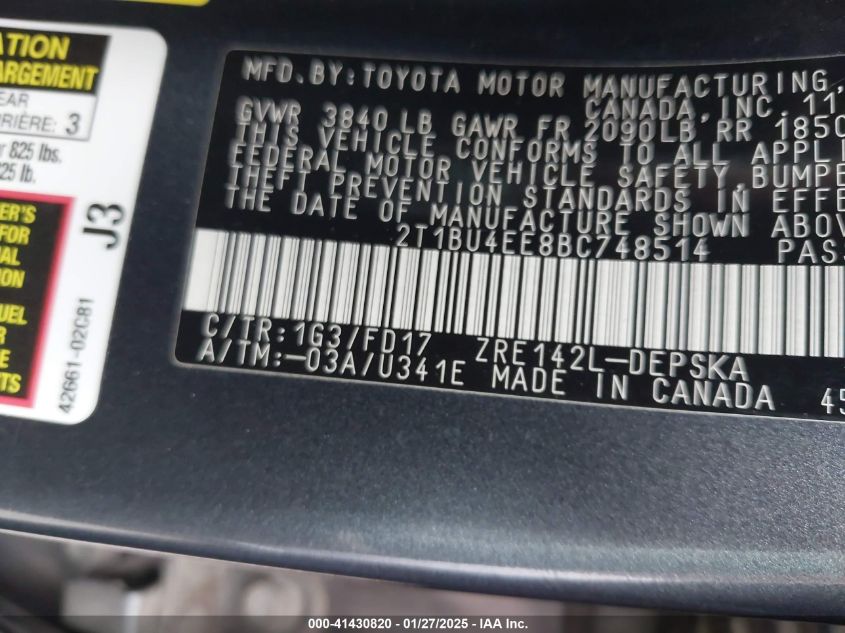 ATION
ARGEMENT
EAR
RRIÈRE: 3
r 825 lbs.
25 lb.
ER'S
FOR
AL
ION
UEL
E
TS
J3
42661-02C81
MFD. BY: TOYOTA MOTOR MANUFACTURING,
CANADA, INC. 11
GVWR 3840 LB GAWR FR 2090LB, RR 1850
THIS VEHICLE CONFORMS TO ALL APPLI
FEDERAL MOTOR VEHICLE SAFETY, BUMPE
THEFT PREVENTION STANDARDS IN EFFE
THE DATE OF MANUFACTURE SHOWN ABOV
2T1BU4EE8BC748514 PASS
C/TR: 1G3/FD17 ZRE142L-DEPSKA
A/TM:-03A/U341E MADE IN CANADA 45
000-41430820 / 01/27/2025 - IAA Inc.